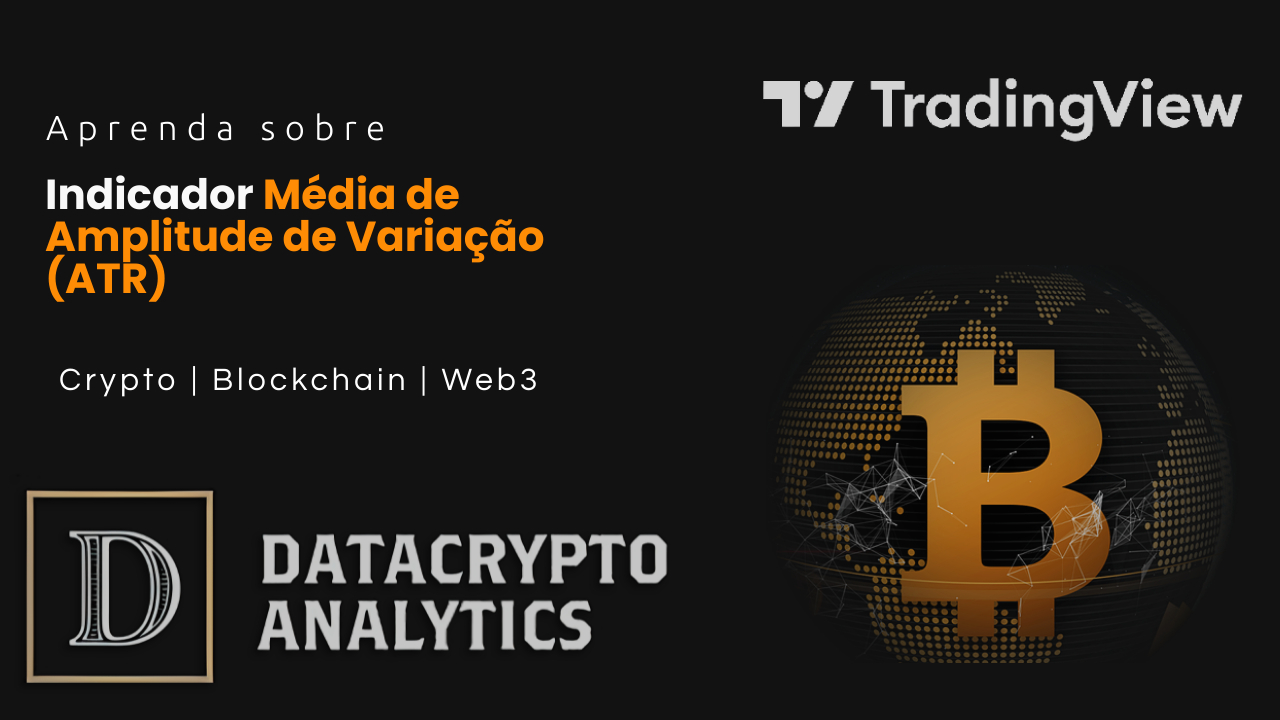 Aprenda sobre
Indicador Média de
Amplitude de Variação
(ATR)
Crypto | Blockchain | Web3
D
DATACRYPTO
ANALYTICS
TradingView